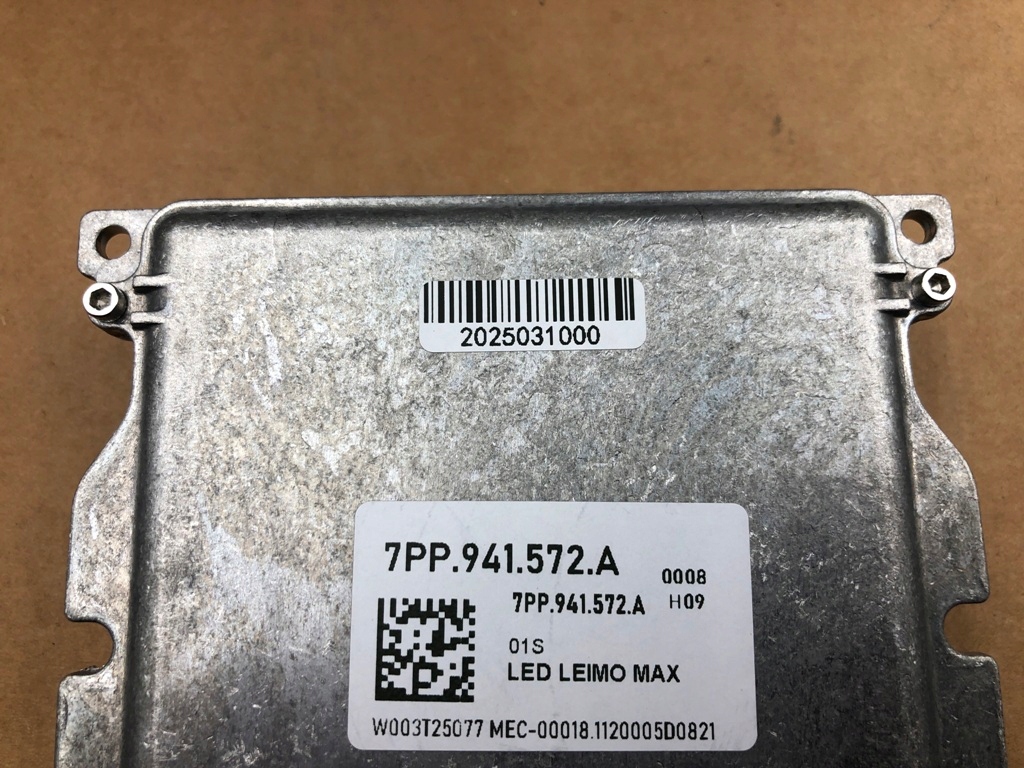 2025031000
7PP.941.572.A
0008
7PP.941.572.A H09
01S
LED LEIMO MAX
W003T25077 MEC-00018.1120005D0821